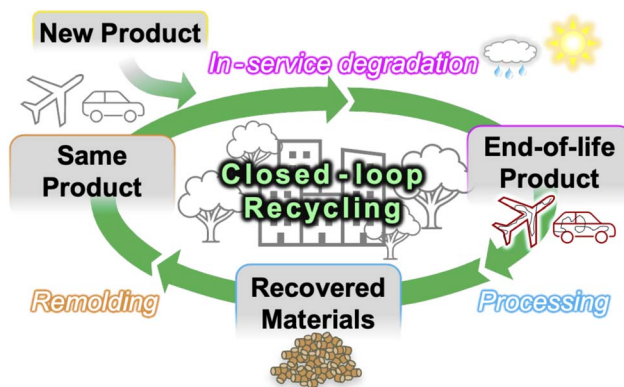 New Product
In-service degradation
Same
Product
Closed-loop
Recycling
End-of-life
Product
Remolding
Recovered
Materials
Processing